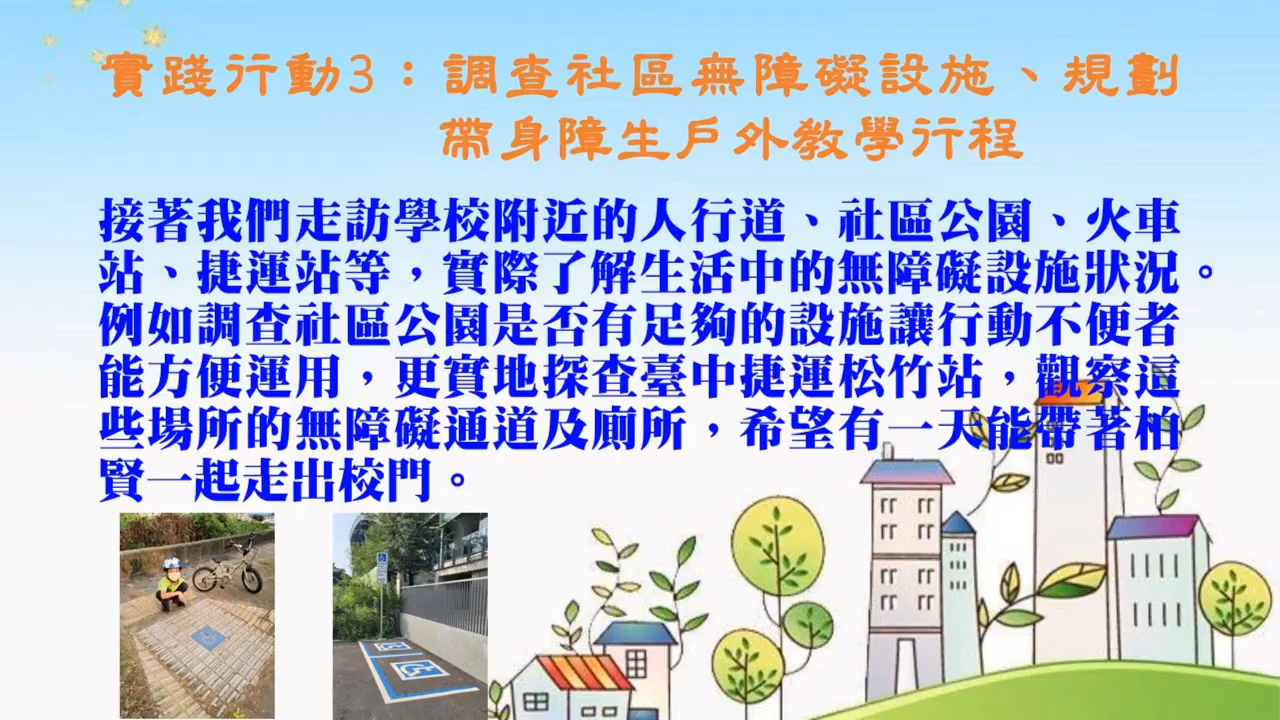 實踐行動3：調查社區無障礙設施、規劃
帶身障生戶外教學行程
接著我們走訪學校附近的人行道、社區公園、火車
站、捷運站等，實際了解生活中的無障礙設施狀況。
例如調查社區公園是否有足夠的設施讓行動不便者
能方便運用，更實地探查臺中捷運松竹站，觀察這
些場所的無障礙通道及廁所，希望有一天能帶著柏
賢一起走出校門。